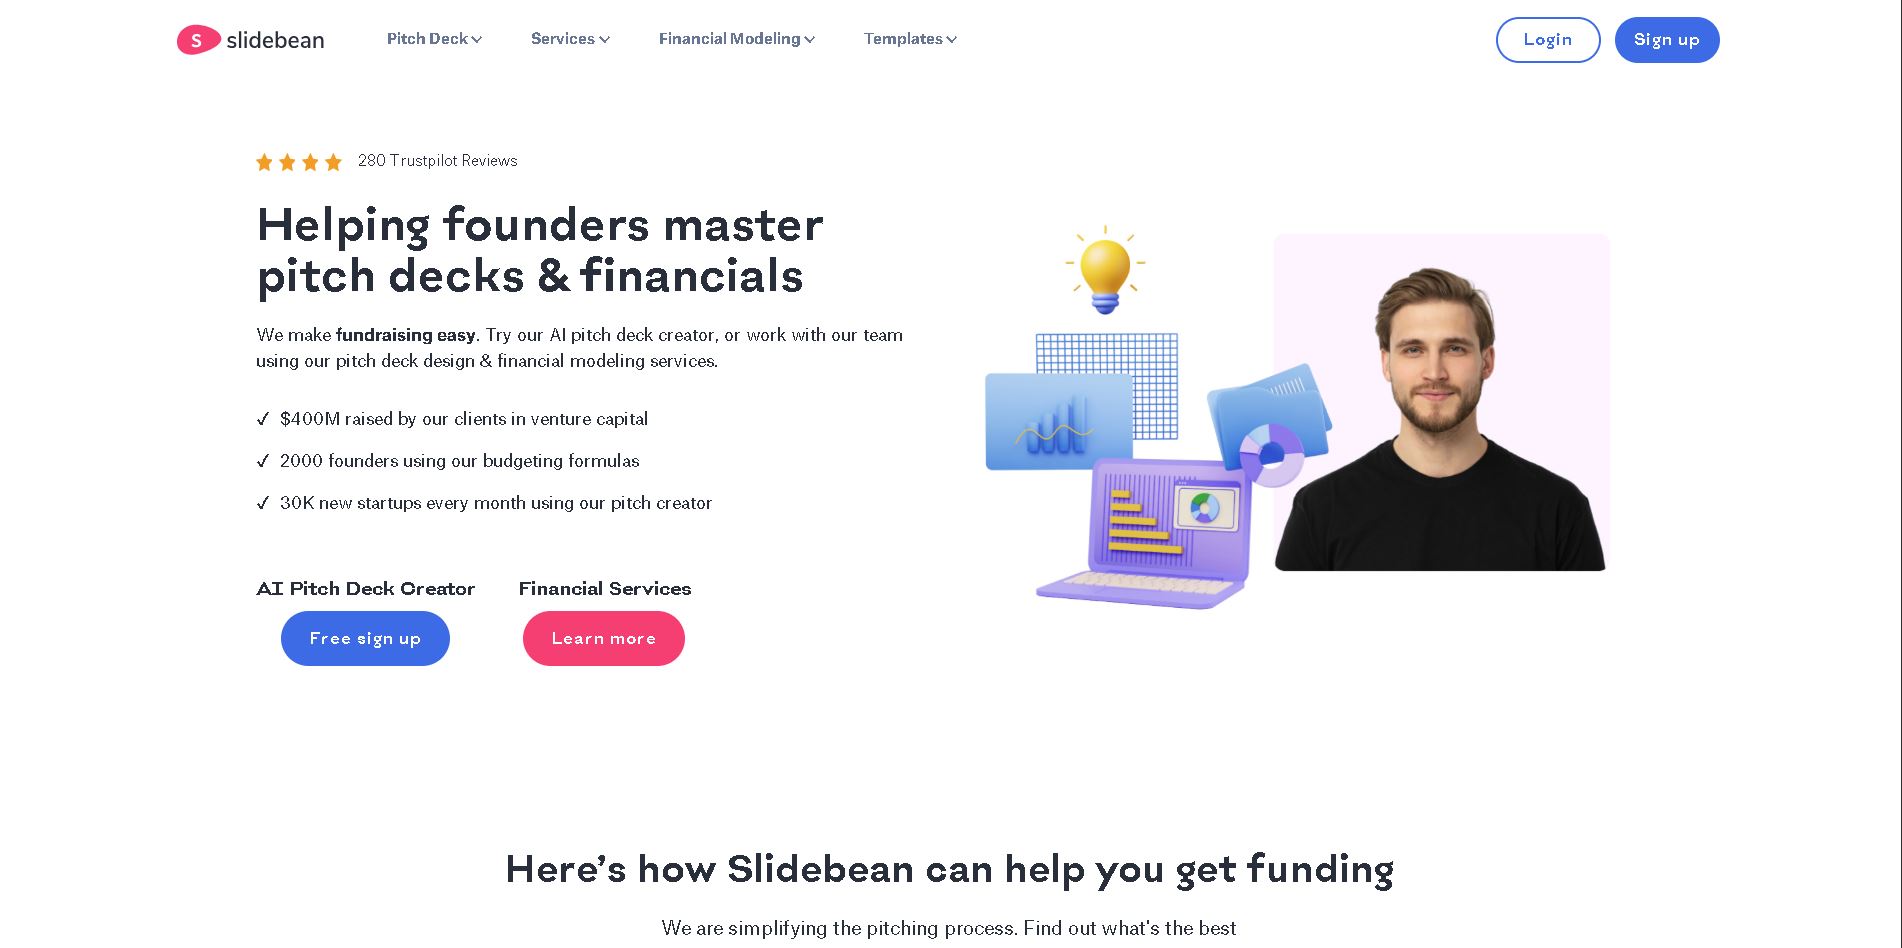 S slidebean
Pitch Deck
Services
Financial Modeling
Templates
Login
Sign up
280 Trustpilot Reviews
Helping founders master
pitch decks & financials
We make fundraising easy. Try our AI pitch deck creator, or work with our team
using our pitch deck design & financial modeling services.
✓ $400M raised by our clients in venture capital
✓ 2000 founders using our budgeting formulas
✓ 30K new startups every month using our pitch creator
AI Pitch Deck Creator
Free sign up
Financial Services
Learn more
Here’s how Slidebean can help you get funding
We are simplifying the pitching process. Find out what's the best